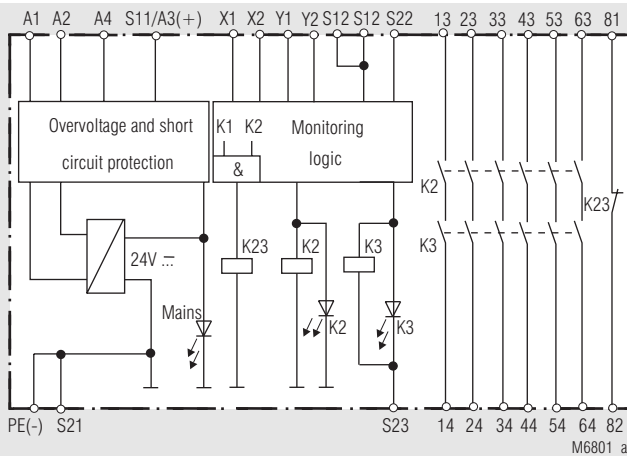 A1 A2 A4 S11/A3(+) X1 X2 Y1 Y2 S12 S12 S22 13 23 33 43 53 63 81
Overvoltage and short
circuit protection
K1 K2
&
Monitoring
logic
K2
K23
K3
24V
K23
K2
K3
Mains
K2
K3
PE(-) S21 S23 14 24 34 44 54 64 82
M6801_a